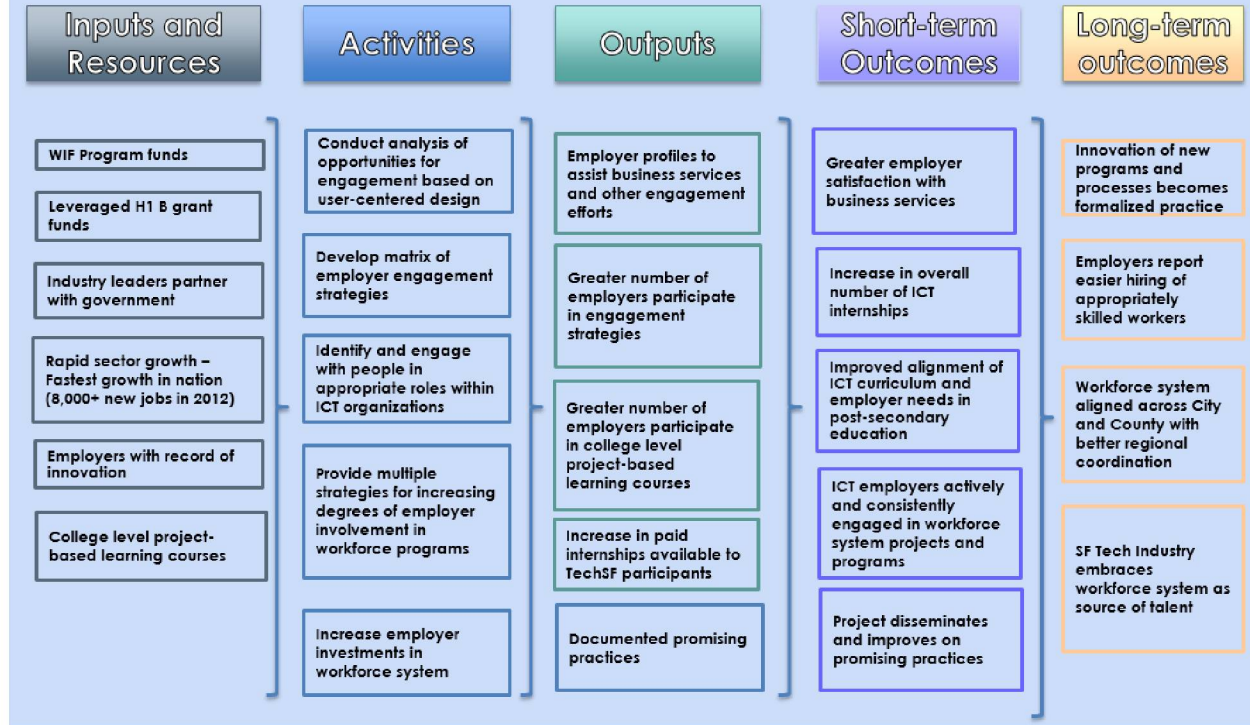 Inputs and
Resources
Activities
Outputs
Short-term
Outcomes
Long-term
outcomes
WIF Program funds
Leveraged H1 B grant
funds
Industry leaders partner
with government
Rapid sector growth –
Fastest growth in nation
(8,000+ new jobs in 2012)
Employers with record of
innovation
College level project-
based learning courses
Conduct analysis of
opportunities for
engagement based on
user-centered design
Develop matrix of
employer engagement
strategies
Identify and engage
with people in
appropriate roles within
ICT organizations
Provide multiple
strategies for increasing
degrees of employer
involvement in
workforce programs
Increase employer
investments in
workforce system
Employer profiles to
assist business services
and other engagement
efforts
Greater number of
employers participate
in engagement
strategies
Greater number of
employers participate
in college level
project-based
learning courses
Increase in paid
internships available to
TechSF participants
Documented promising
practices
Greater employer
satisfaction with
business services
Increase in overall
number of ICT
internships
Improved alignment of
ICT curriculum and
employer needs in
post-secondary
education
ICT employers actively
and consistently
engaged in workforce
system projects and
programs
Project disseminates
and improves on
promising practices
Innovation of new
programs and
processes becomes
formalized practice
Employers report
easier hiring of
appropriately
skilled workers
Workforce system
aligned across City
and County with
better regional
coordination
SF Tech Industry
embraces
workforce system as
source of talent